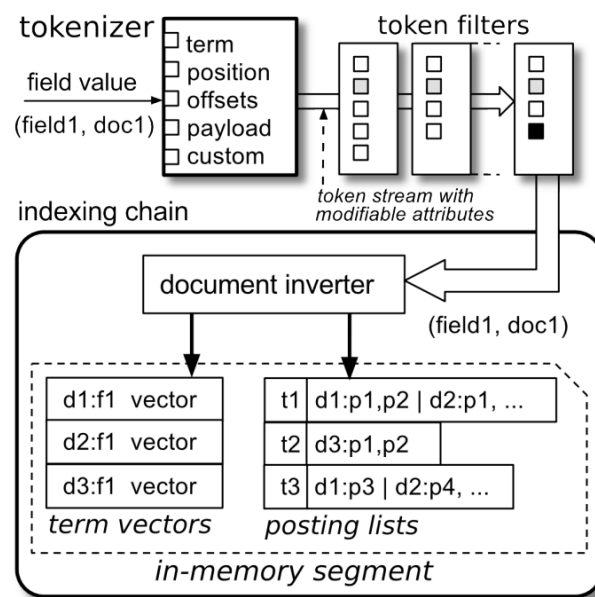 tokenizer
token filters
term
position
offsets
payload
custom
field value
(field1, doc1)
token stream with
modifiable attributes
indexing chain
document inverter
(field1, doc1)
d1:f1 vector
d2:f1 vector
d3:f1 vector
term vectors
t1 d1:p1,p2 | d2:p1, ...
t2 d3:p1,p2
t3 d1:p3 | d2:p4, ...
posting lists
in-memory segment